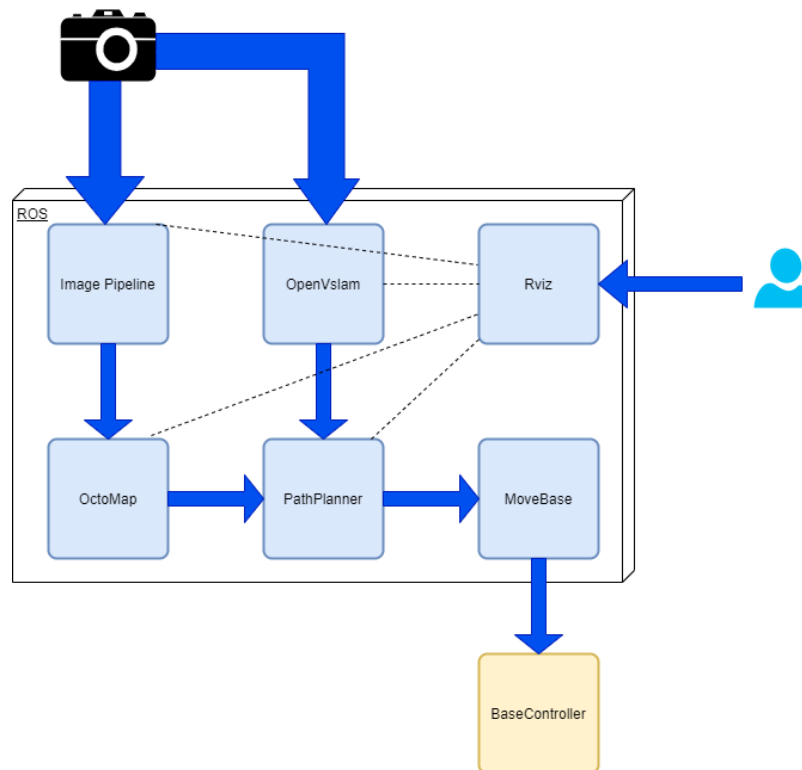 ROS
Image Pipeline
OpenVslam
Rviz
OctoMap
PathPlanner
MoveBase
BaseController